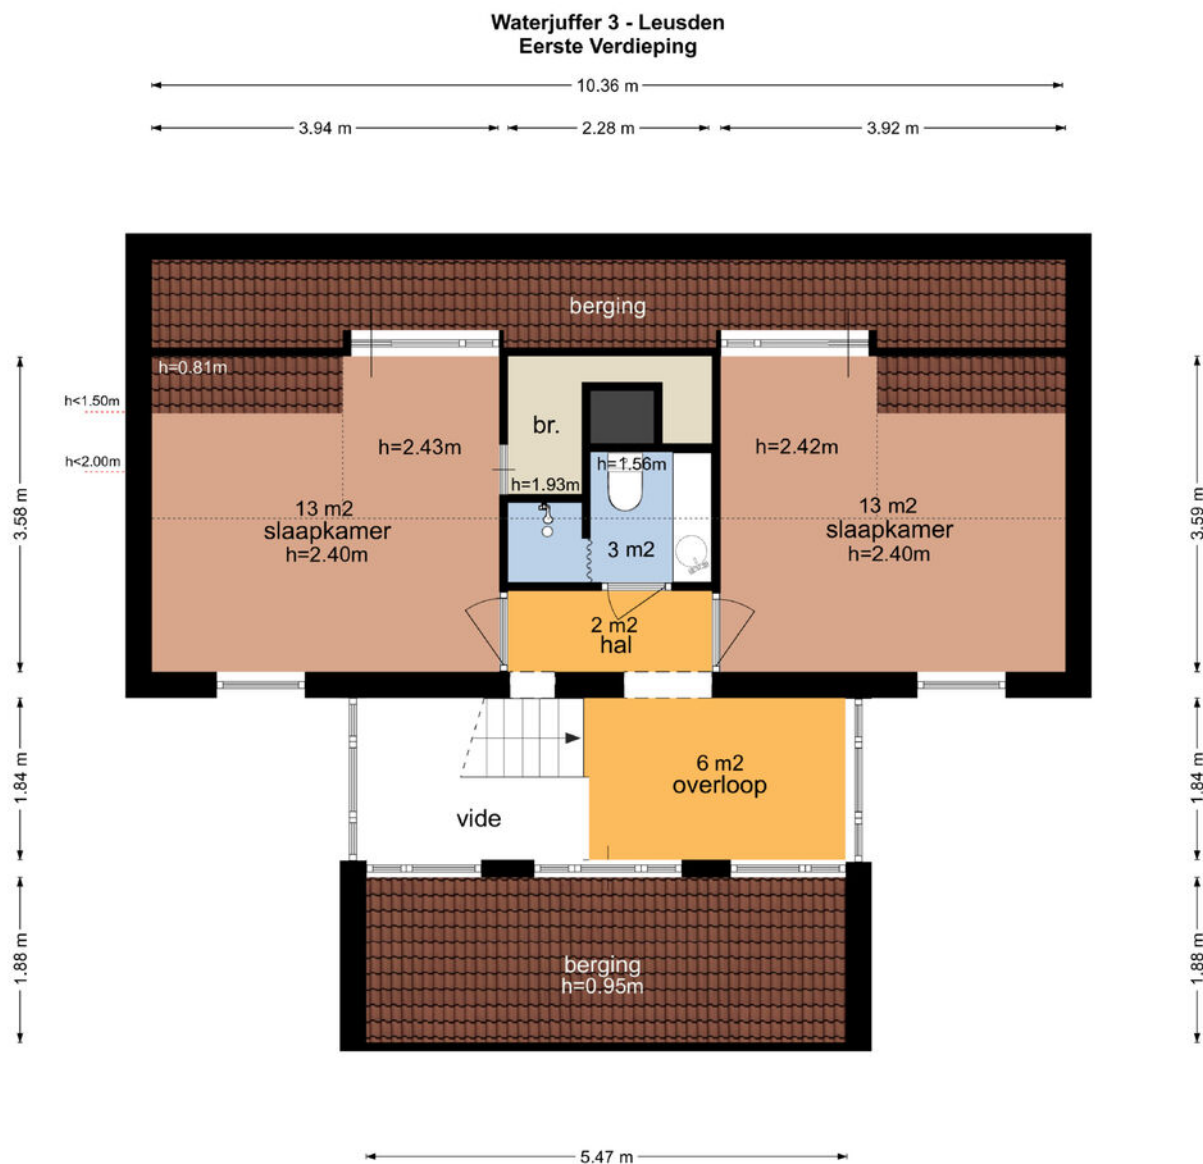 Waterjuffer 3 - Leusden
Eerste Verdieping
10.36 m
3.94 m
2.28 m
3.92 m
berging
h=0.81m
h<1.50m
h<2.00m
h=2.43m
br.
h=1.93m
h=1.56m
h=2.42m
3.58 m
3.59 m
13 m2
slaapkamer
h=2.40m
3 m2
13 m2
slaapkamer
h=2.40m
2 m2
hal
1.84 m
6 m2
overloop
1.84 m
vide
1.88 m
berging
h=0.95m
1.88 m
5.47 m